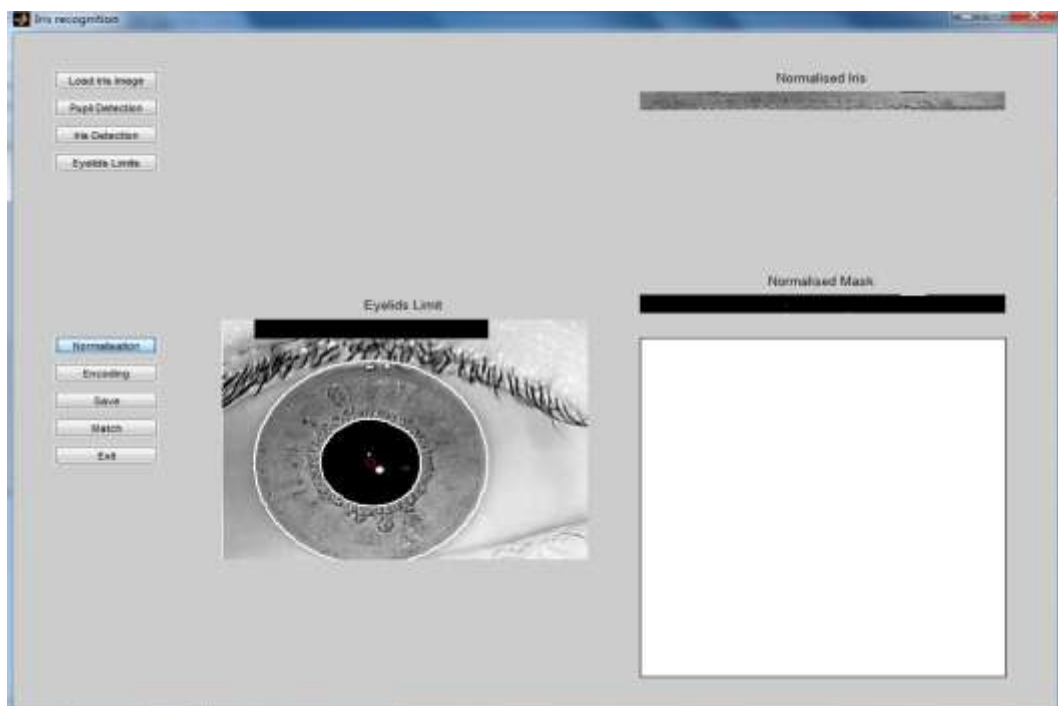 Iris recognition
Load Iris Image
Pupil Detection
Iris Detection
Eyelids Limits
Normalised Iris
Normalised Mask
Eyelids Limit
Normalisation
Encoding
Save
Match
Exit